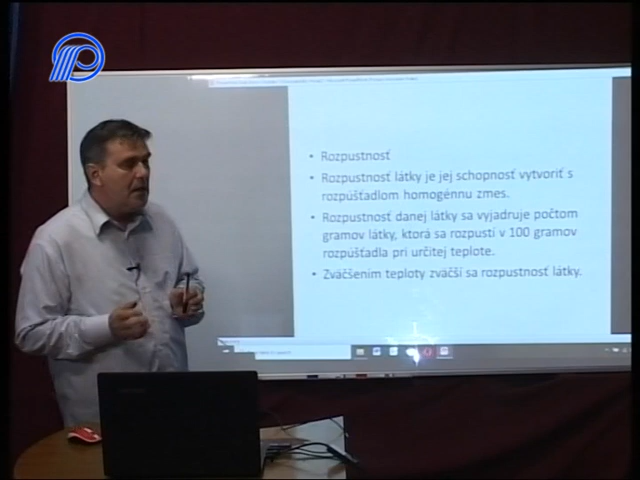 • Rozpustnosť
• Rozpustnosť látky je jej schopnosť vytvoriť s
rozpúšťadlom homogénnu zmes.
• Rozpustnosť danej látky sa vyjadruje počtom
gramov látky, ktorá sa rozpustí v 100 gramov
rozpúšťadla pri určitej teplote.
• Zväčšením teploty zväčší sa rozpustnosť látky.